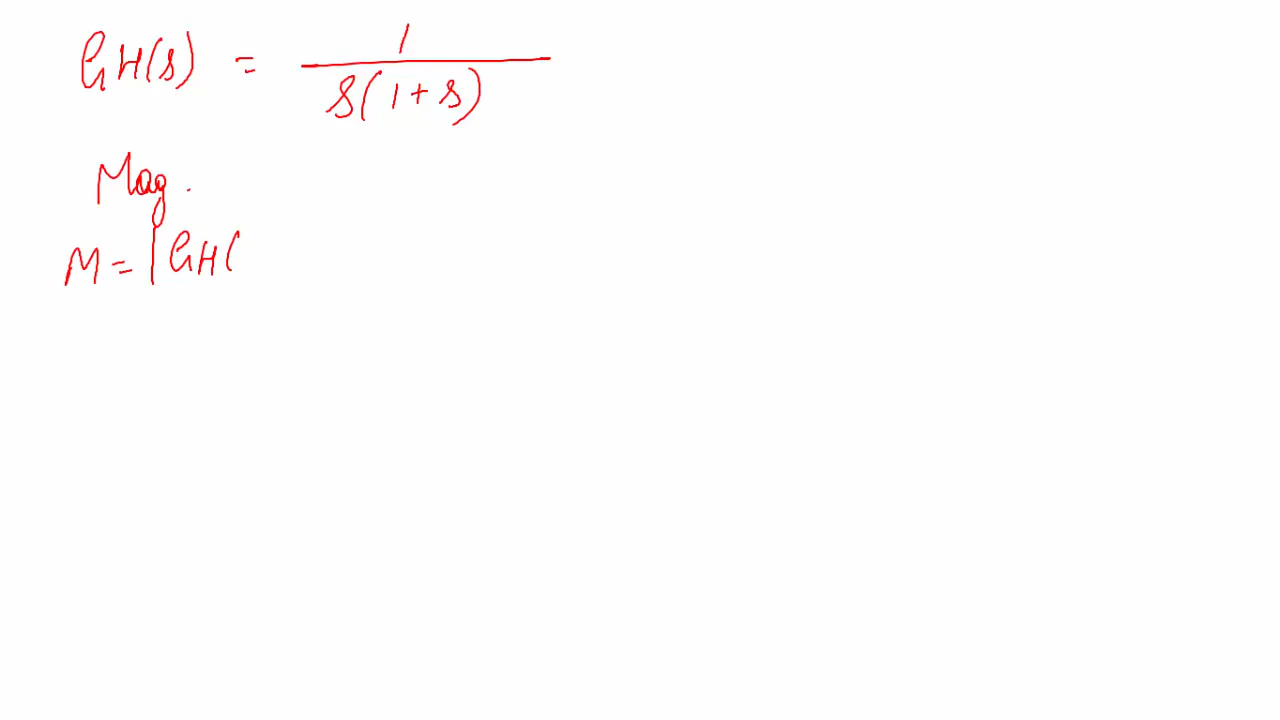 GH(s) = 1 / s(1+s)
Mag.
M = |GH(